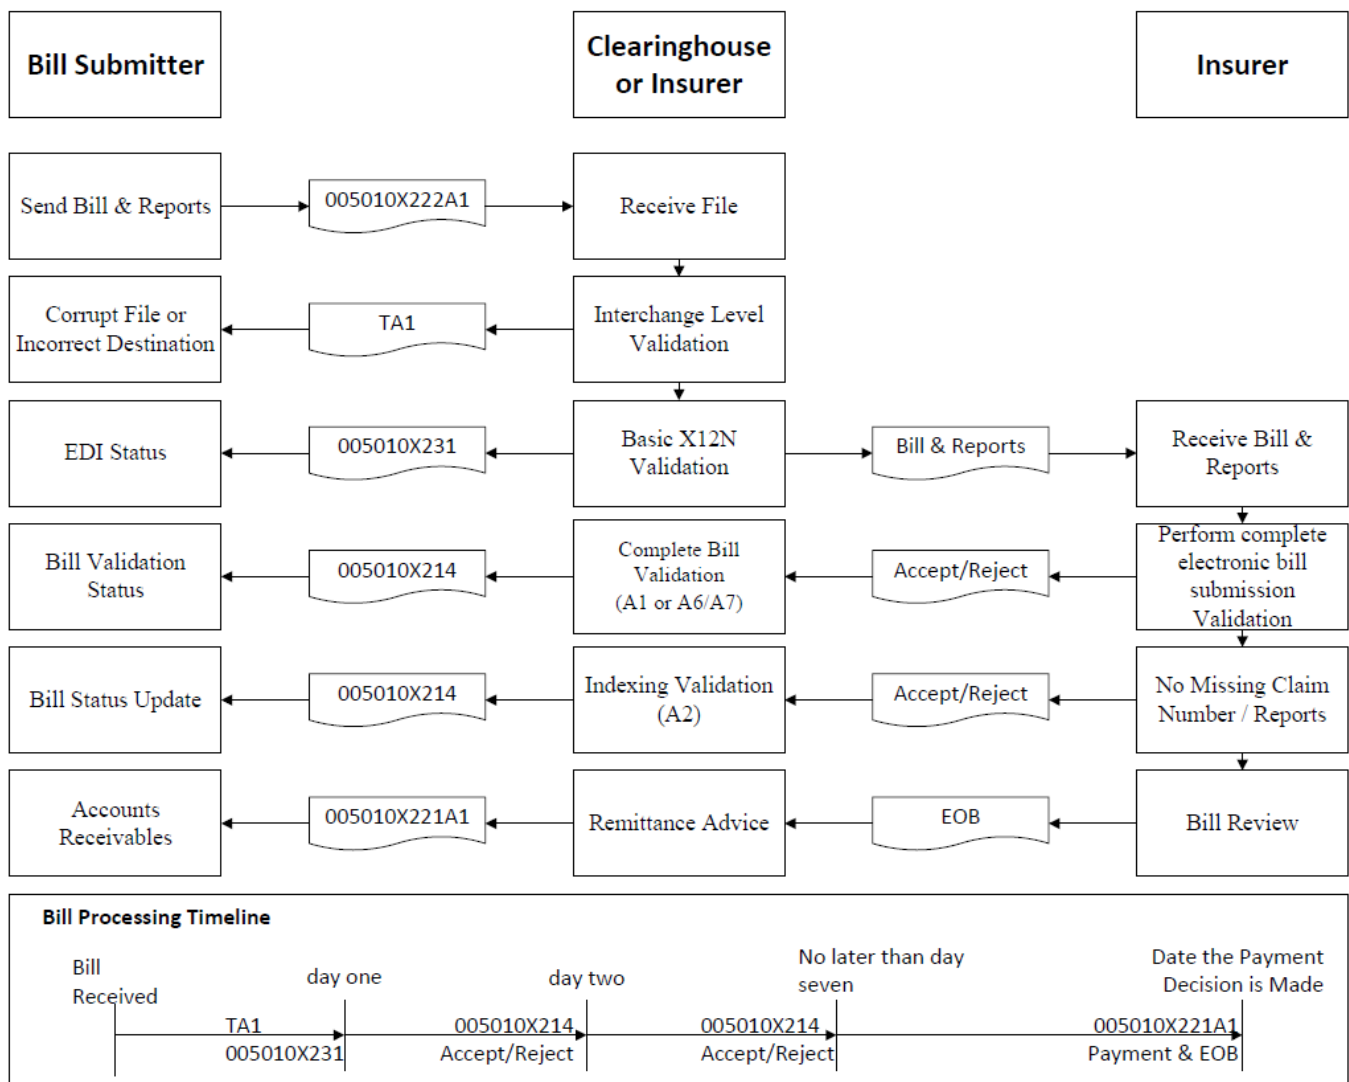 Bill Submitter
Clearinghouse
or Insurer
Insurer
Send Bill & Reports
005010X222A1
Receive File
Corrupt File or
Incorrect Destination
TA1
Interchange Level
Validation
EDI Status
005010X231
Basic X12N
Validation
Bill & Reports
Receive Bill &
Reports
Bill Validation
Status
005010X214
Complete Bill
Validation
(A1 or A6/A7)
Accept/Reject
Perform complete
electronic bill
submission
Validation
Bill Status Update
005010X214
Indexing Validation
(A2)
Accept/Reject
No Missing Claim
Number / Reports
Accounts
Receivables
005010X221A1
Remittance Advice
EOB
Bill Review
Bill Processing Timeline
Bill
Received
day one
day two
No later than day
seven
Date the Payment
Decision is Made
TA1
005010X231
005010X214
Accept/Reject
005010X214
Accept/Reject
005010X221A1
Payment & EOB